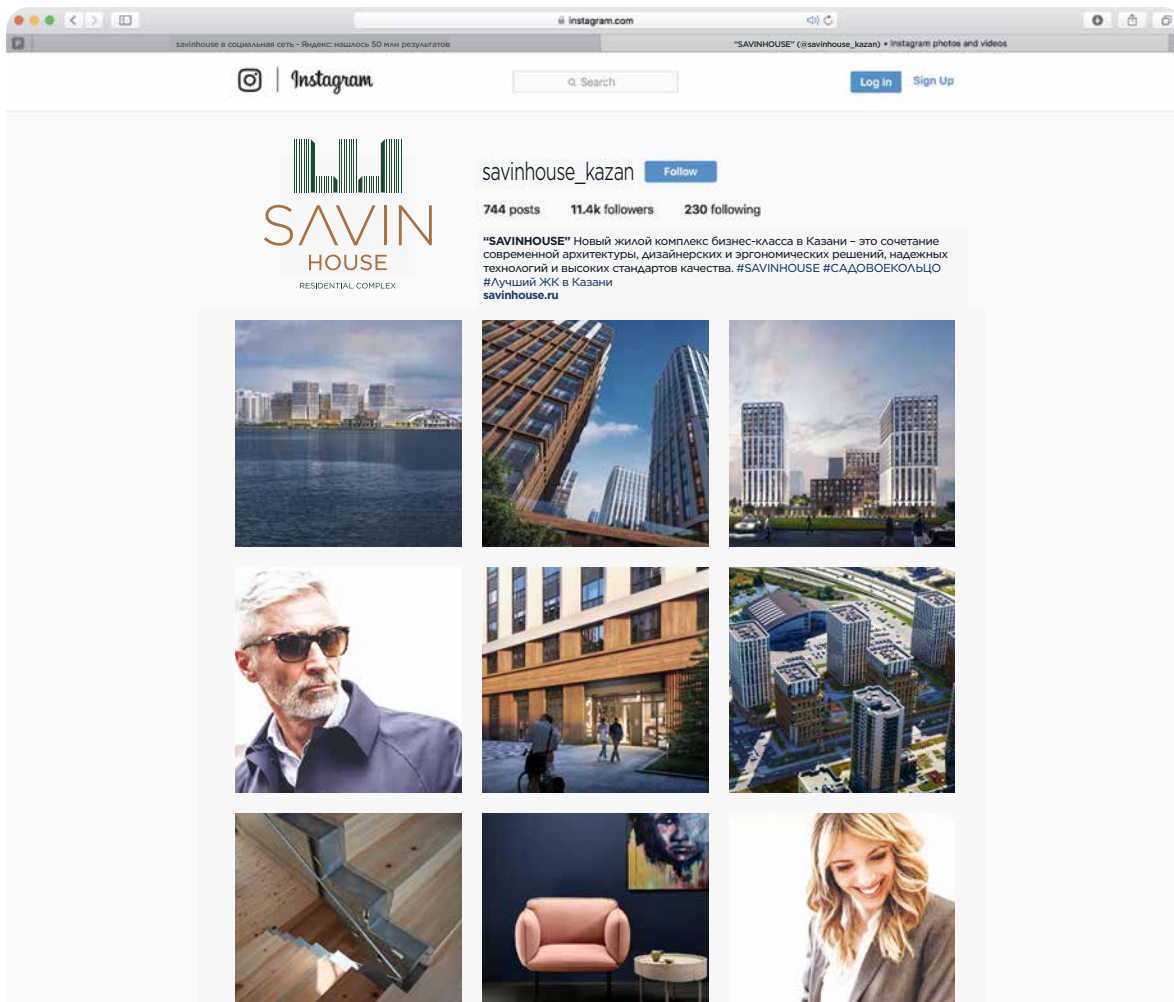 instagram.com
savinhouse в социальная сеть - Яндекс: нашлось 50 млн результатов
"SAVINHOUSE" (@savinhouse_kazan) • Instagram photos and videos
Instagram
Search
Log In
Sign Up
SAVIN
HOUSE
RESIDENTIAL COMPLEX
savinhouse_kazan
Follow
744 posts 11.4k followers 230 following
“SAVINHOUSE” Новый жилой комплекс бизнес-класса в Казани – это сочетание
современной архитектуры, дизайнерских и эргономических решений, надежных
технологий и высоких стандартов качества. #SAVINHOUSE #САДОВОЕКОЛЬЦО
#Лучший ЖК в Казани
savinhouse.ru